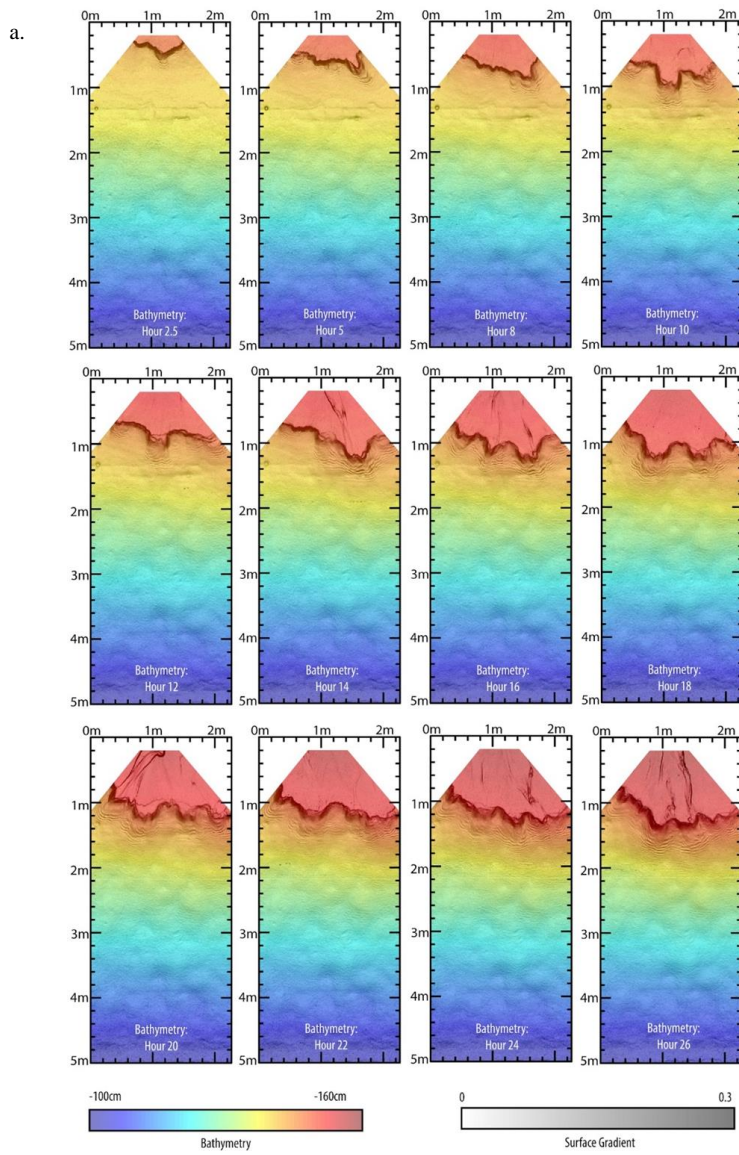 a.
0m 1m 2m
0m 1m 2m
0m 1m 2m
0m 1m 2m
1m
1m
1m
1m
2m
2m
2m
2m
3m
3m
3m
3m
4m
4m
4m
4m
Bathymetry:
Hour 2.5
Bathymetry:
Hour 5
Bathymetry:
Hour 8
Bathymetry:
Hour 10
5m
5m
5m
5m
0m 1m 2m
0m 1m 2m
0m 1m 2m
0m 1m 2m
1m
1m
1m
1m
2m
2m
2m
2m
3m
3m
3m
3m
4m
4m
4m
4m
Bathymetry:
Hour 12
Bathymetry:
Hour 14
Bathymetry:
Hour 16
Bathymetry:
Hour 18
5m
5m
5m
5m
0m 1m 2m
0m 1m 2m
0m 1m 2m
0m 1m 2m
1m
1m
1m
1m
2m
2m
2m
2m
3m
3m
3m
3m
4m
4m
4m
4m
Bathymetry:
Hour 20
Bathymetry:
Hour 22
Bathymetry:
Hour 24
Bathymetry:
Hour 26
5m
5m
5m
5m
-100cm -160cm
Bathymetry
0 0.3
Surface Gradient